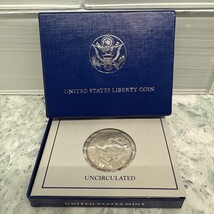 UNITED STATES LIBERTY COIN
UNCIRCULATED
UNITED STATES MINT